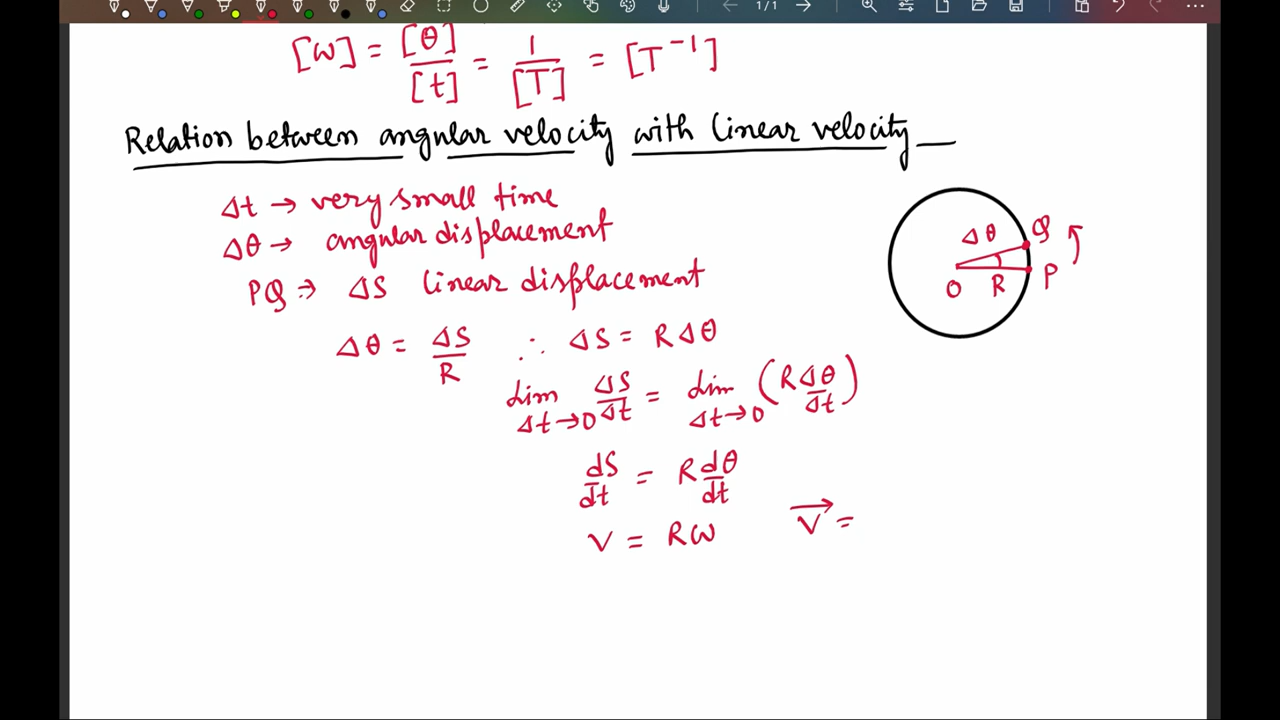 1/1
[ω] = [θ]/[t] = 1/[T] = [T⁻¹]
Relation between angular velocity with linear velocity
Δt → very small time
Δθ → angular displacement
PQ ⇒ ΔS linear displacement
Δθ = ΔS/R ∴ ΔS = RΔθ
lim Δt→0 ΔS/Δt = lim Δt→0 (RΔθ/Δt)
dS/dt = R dθ/dt
V = Rω V⃗ =
Δθ Q
O R P